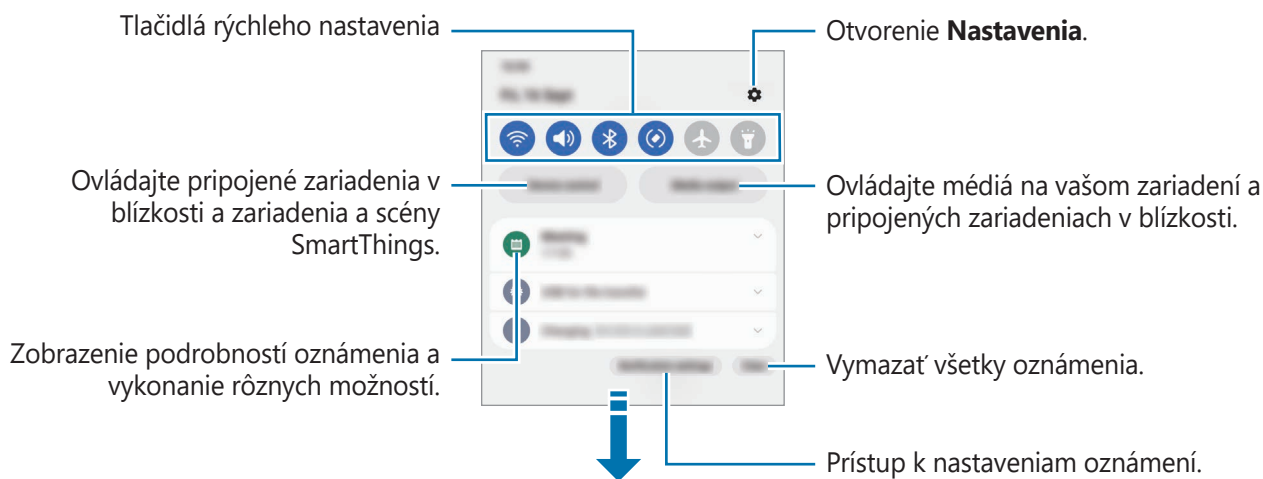 Tlačidlá rýchleho nastavenia
Otvorenie Nastavenia.
Ovládajte pripojené zariadenia v
blízkosti a zariadenia a scény
SmartThings.
Ovládajte médiá na vašom zariadení a
pripojených zariadeniach v blízkosti.
Zobrazenie podrobností oznámenia a
vykonanie rôznych možností.
Vymazať všetky oznámenia.
Prístup k nastaveniam oznámení.